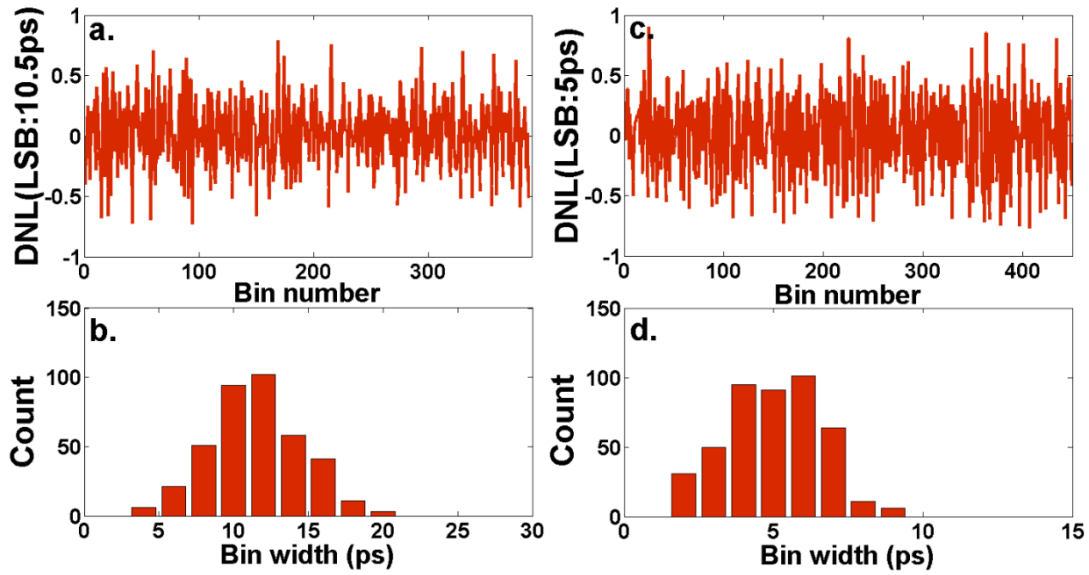 a.
DNL(LSB:10.5ps)
1
0.5
0
-0.5
-1
0 100 200 300
Bin number
c.
DNL(LSB:5ps)
1
0.5
0
-0.5
-1
0 100 200 300 400
Bin number
b.
Count
150
100
50
0
0 5 10 15 20 25 30
Bin width (ps)
d.
Count
150
100
50
0
0 5 10 15
Bin width (ps)